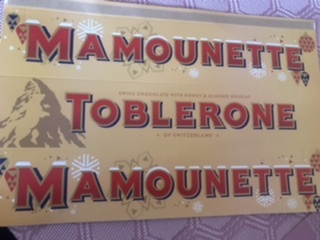 MAMOUNETTE
SWISS CHOCOLATE WITH HONEY & ALMOND NOUGAT
TOBLERONE
OF SWITZERLAND
MAMOUNETTE